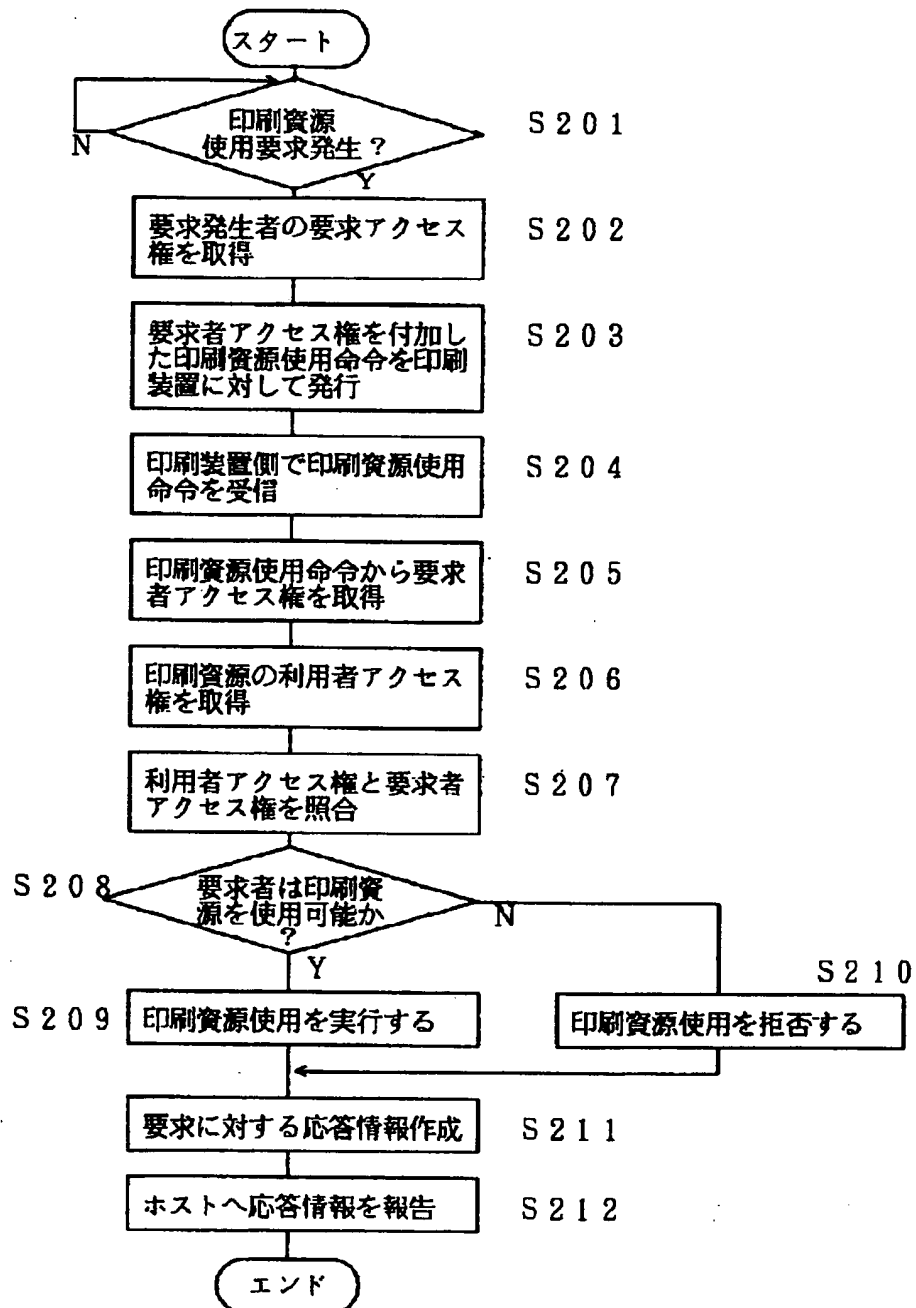 スタート
印刷資源
使用要求発生？
S201
N
Y
要求発生者の要求アクセス
権を取得
S202
要求者アクセス権を付加し
た印刷資源使用命令を印刷
装置に対して発行
S203
印刷装置側で印刷資源使用
命令を受信
S204
印刷資源使用命令から要求
者アクセス権を取得
S205
印刷資源の利用者アクセス
権を取得
S206
利用者アクセス権と要求者
アクセス権を照合
S207
S208
要求者は印刷資
源を使用可能か
？
N
Y
S210
S209
印刷資源使用を実行する
印刷資源使用を拒否する
要求に対する応答情報作成
S211
ホストへ応答情報を報告
S212
エンド